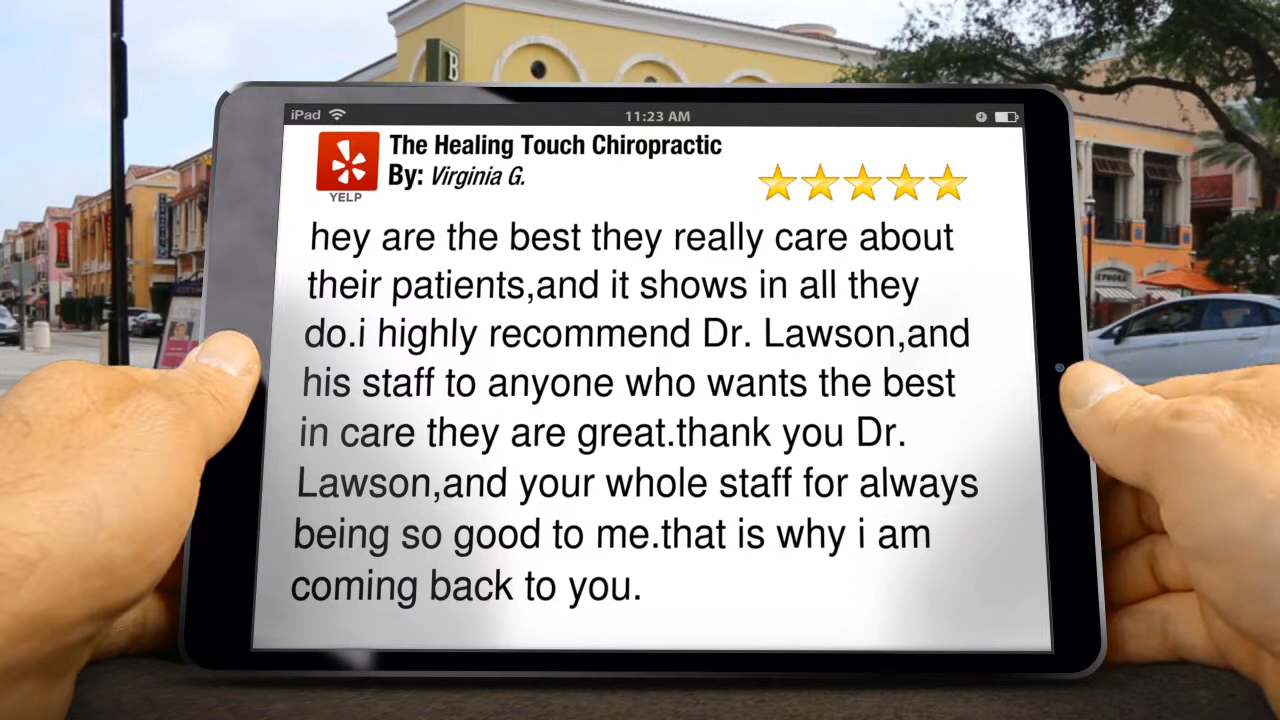 B
iPad 11:23 AM
The Healing Touch Chiropractic
By: Virginia G.
YELP
hey are the best they really care about
their patients,and it shows in all they
do.i highly recommend Dr. Lawson,and
his staff to anyone who wants the best
in care they are great.thank you Dr.
Lawson,and your whole staff for always
being so good to me.that is why i am
coming back to you.
SEPHORA